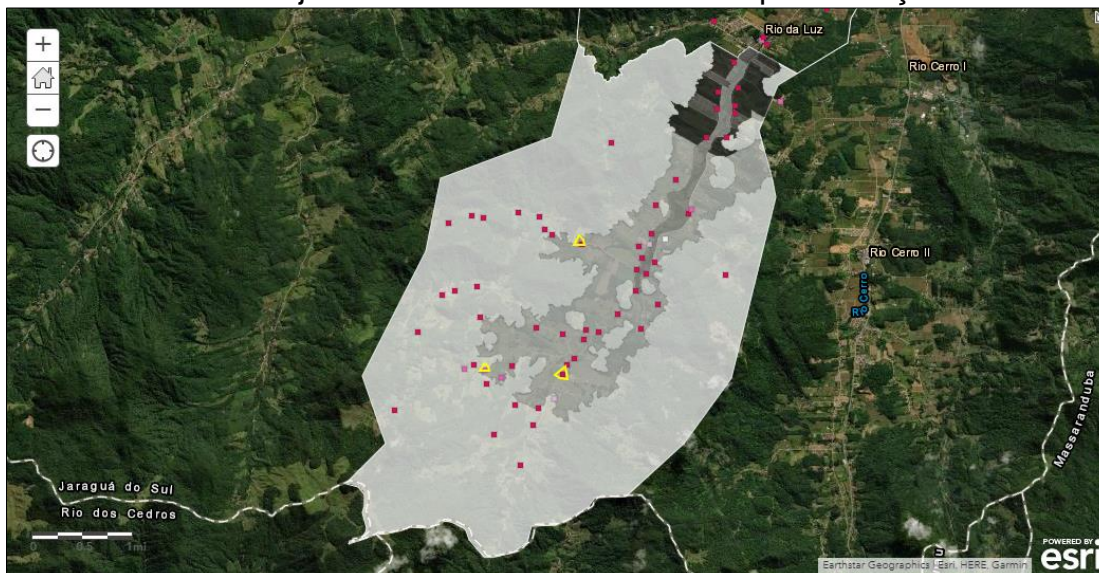 Rio da Luz
Rio Cerro I
Rio Cerro II
Rio Cerro
Massaranduba
Jaraguá do Sul
Rio dos Cedros
0 0.5 1mi
Earthstar Geographics | Esri, HERE, Garmin
POWERED BY
esri